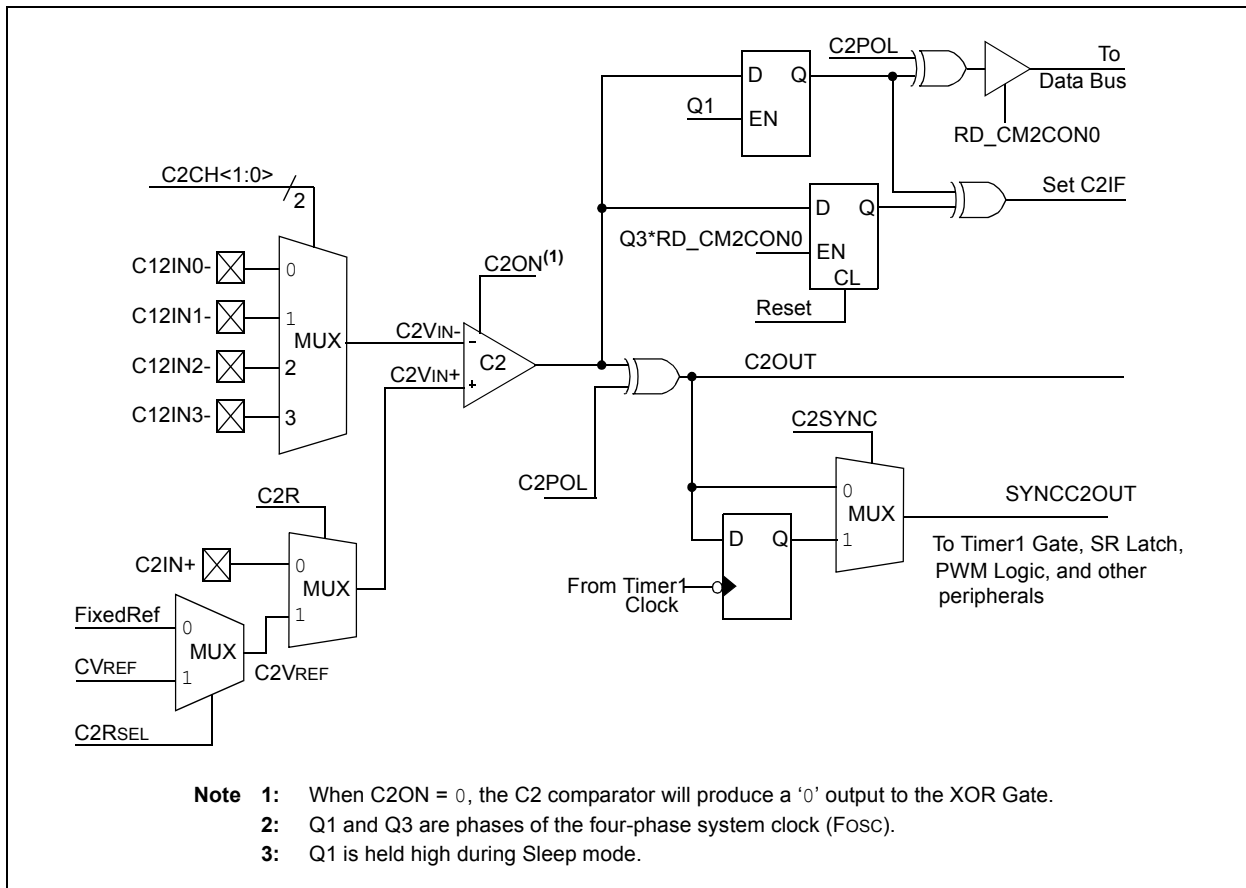 C2POL
To
Data Bus
D Q
Q1
EN
RD_CM2CON0
C2CH<1:0>
2
Set C2IF
D Q
Q3*RD_CM2CON0
EN
CL
Reset
C12IN0-
0
C2ON(1)
C12IN1-
1
MUX
C2VIN-
-
C2
C12IN2-
2
C2VIN+
+
C12IN3-
3
C2OUT
C2POL
C2SYNC
0
MUX
1
SYNCC2OUT
D Q
From Timer1
Clock
To Timer1 Gate, SR Latch,
PWM Logic, and other
peripherals
C2R
C2IN+
0
MUX
1
FixedRef
0
MUX
CVREF
1
C2VREF
C2RSEL
Note 1: When C2ON = 0, the C2 comparator will produce a ‘0’ output to the XOR Gate.
2: Q1 and Q3 are phases of the four-phase system clock (FOSC).
3: Q1 is held high during Sleep mode.